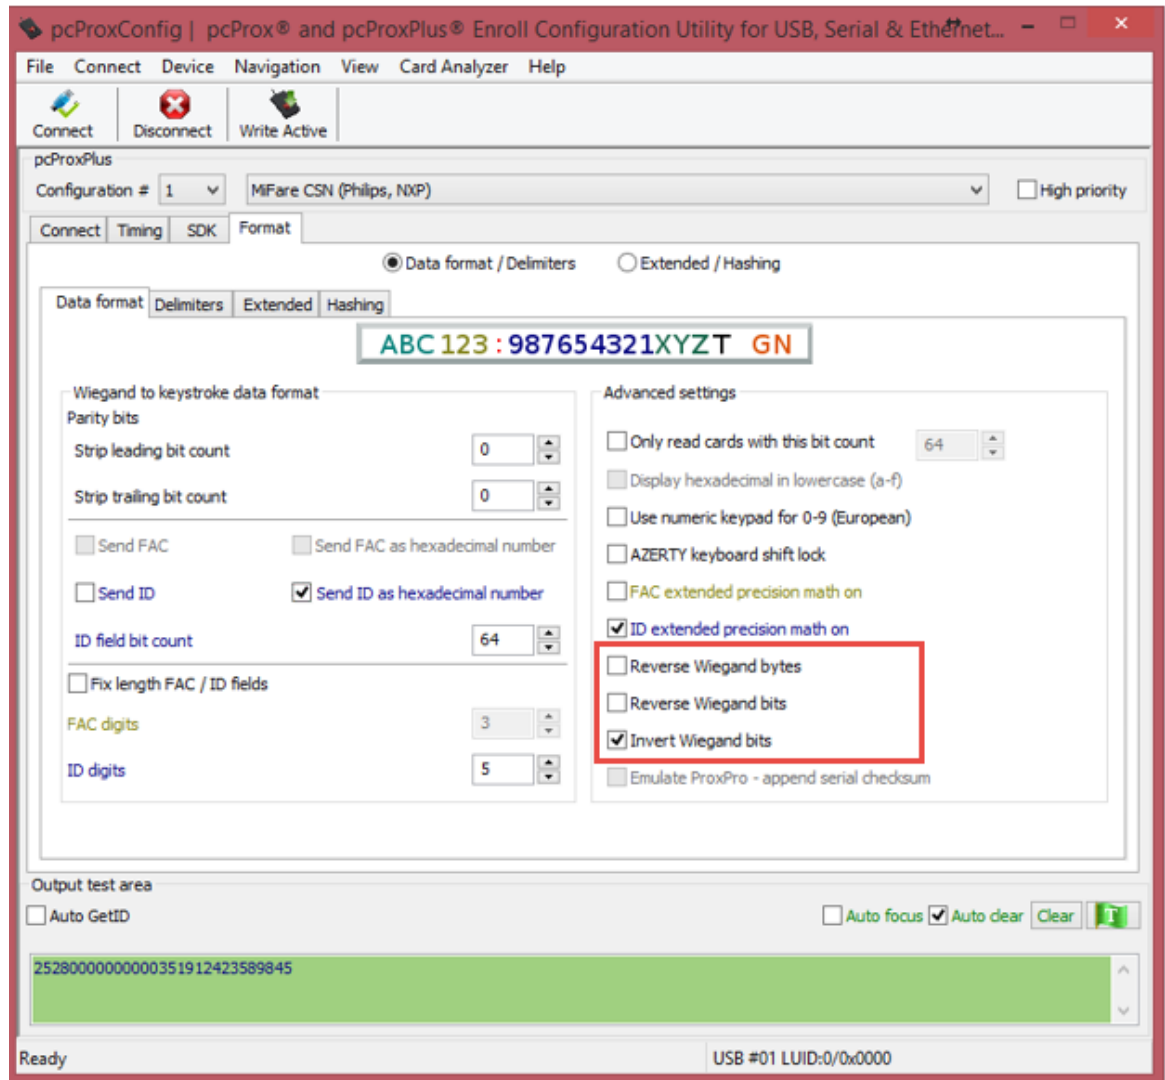 pcProxConfig | pcProx® and pcProxPlus® Enroll Configuration Utility for USB, Serial & Ethernet...
File Connect Device Navigation View Card Analyzer Help
Connect Disconnect Write Active
pcProxPlus
Configuration # 1 MiFare CSN (Philips, NXP) High priority
Connect Timing SDK Format
Data format / Delimiters Extended / Hashing
Data format Delimiters Extended Hashing
ABC 123 : 987654321XYZT GN
Wiegand to keystroke data format
Parity bits
Strip leading bit count 0
Strip trailing bit count 0
Send FAC Send FAC as hexadecimal number
Send ID Send ID as hexadecimal number
ID field bit count 64
Fix length FAC / ID fields
FAC digits 3
ID digits 5
Advanced settings
Only read cards with this bit count 64
Display hexadecimal in lowercase (a-f)
Use numeric keypad for 0-9 (European)
AZERTY keyboard shift lock
FAC extended precision math on
ID extended precision math on
Reverse Wiegand bytes
Reverse Wiegand bits
Invert Wiegand bits
Emulate ProxPro - append serial checksum
Output test area
Auto GetID Auto focus Auto clear Clear T
2528000000000351912423589845
Ready USB #01 LUID:0/0x0000